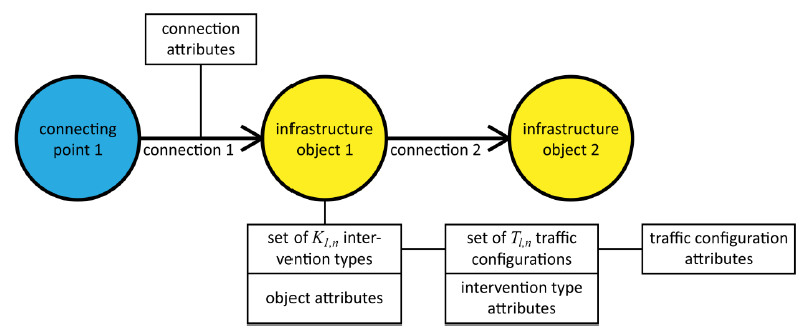 connection
attributes
connecting
point 1
connection 1
infrastructure
object 1
connection 2
infrastructure
object 2
set of K1,n inter-
vention types
object attributes
set of Tl,n traffic
configurations
intervention type
attributes
traffic configuration
attributes